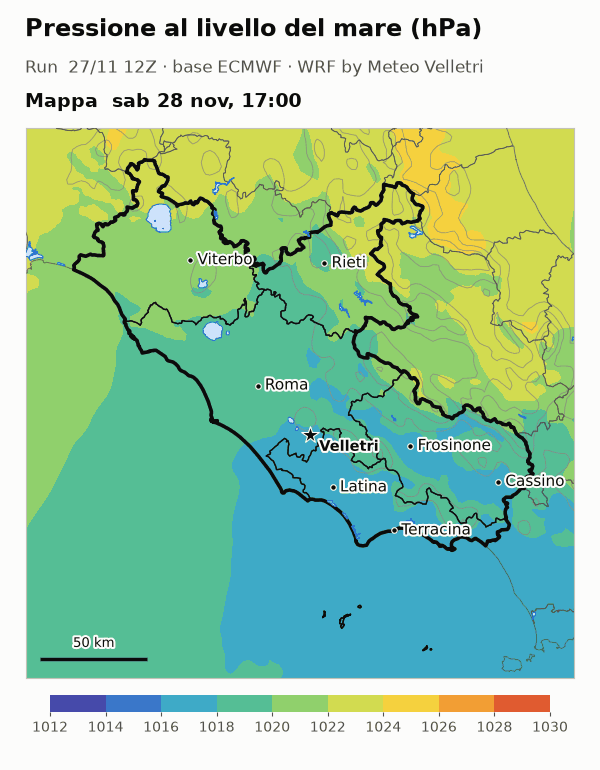 Pressione al livello del mare (hPa)
Run  27/11 12Z · base ECMWF · WRF by Meteo Velletri
Mappa  sab 28 nov, 17:00
Viterbo
Rieti
Roma
Velletri
Frosinone
Cassino
Latina
Terracina
50 km
1012 1014 1016 1018 1020 1022 1024 1026 1028 1030